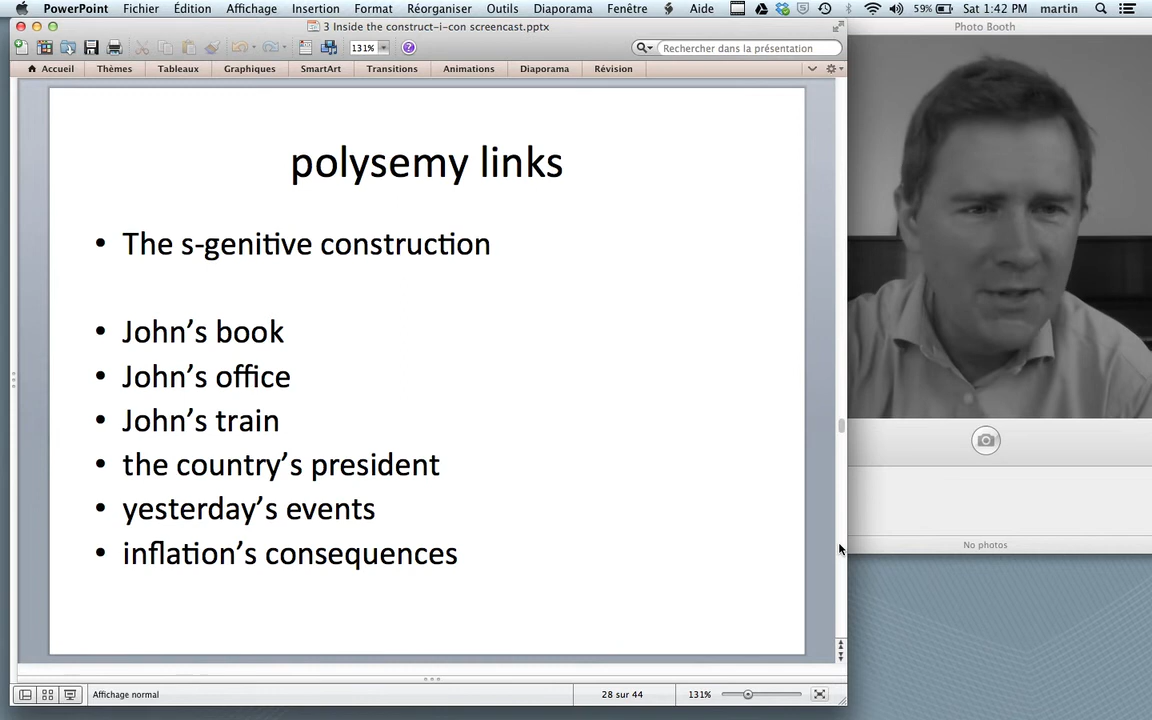 PowerPoint Fichier Édition Affichage Insertion Format Réorganiser Outils Diaporama Fenêtre Aide 59% Sat 1:42 PM martin
3 Inside the construct-i-con screencast.pptx
Photo Booth
131%
Rechercher dans la présentation
Accueil Thèmes Tableaux Graphiques SmartArt Transitions Animations Diaporama Révision
polysemy links
• The s-genitive construction
• John’s book
• John’s office
• John’s train
• the country’s president
• yesterday’s events
• inflation’s consequences
No photos
Affichage normal 28 sur 44 131%